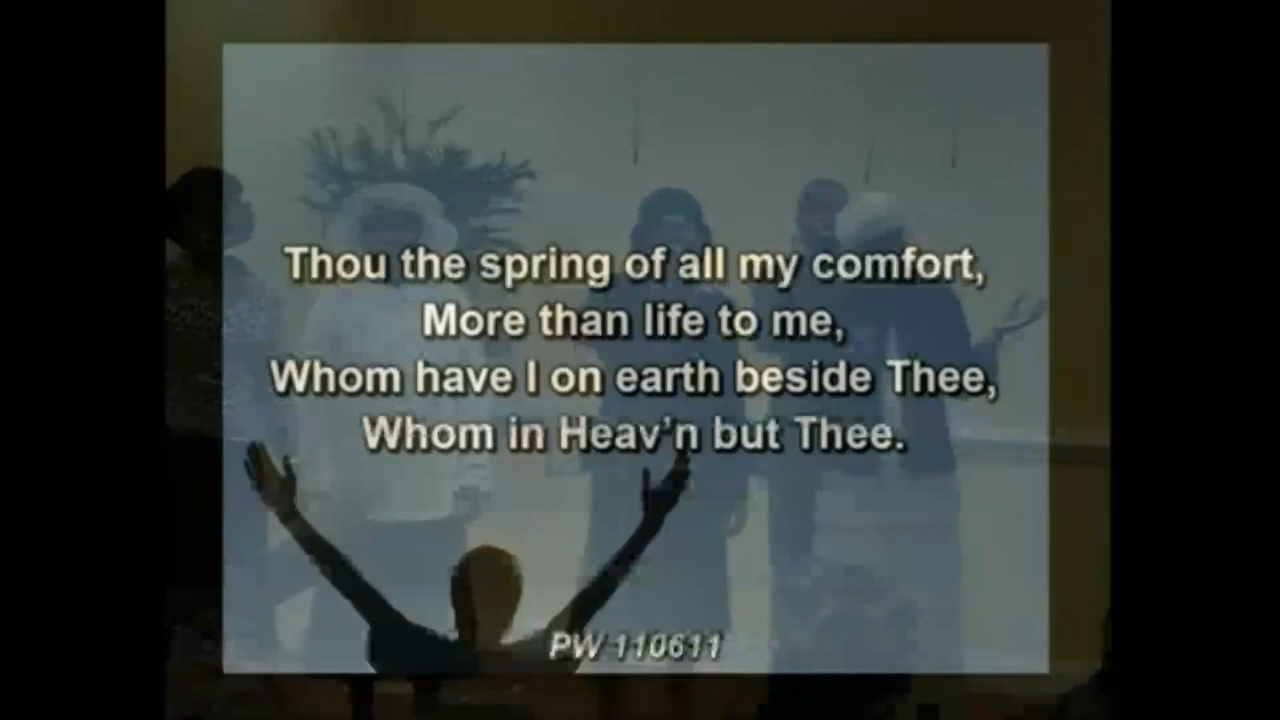 Thou the spring of all my comfort,
More than life to me,
Whom have I on earth beside Thee,
Whom in Heav'n but Thee.
PW 110611